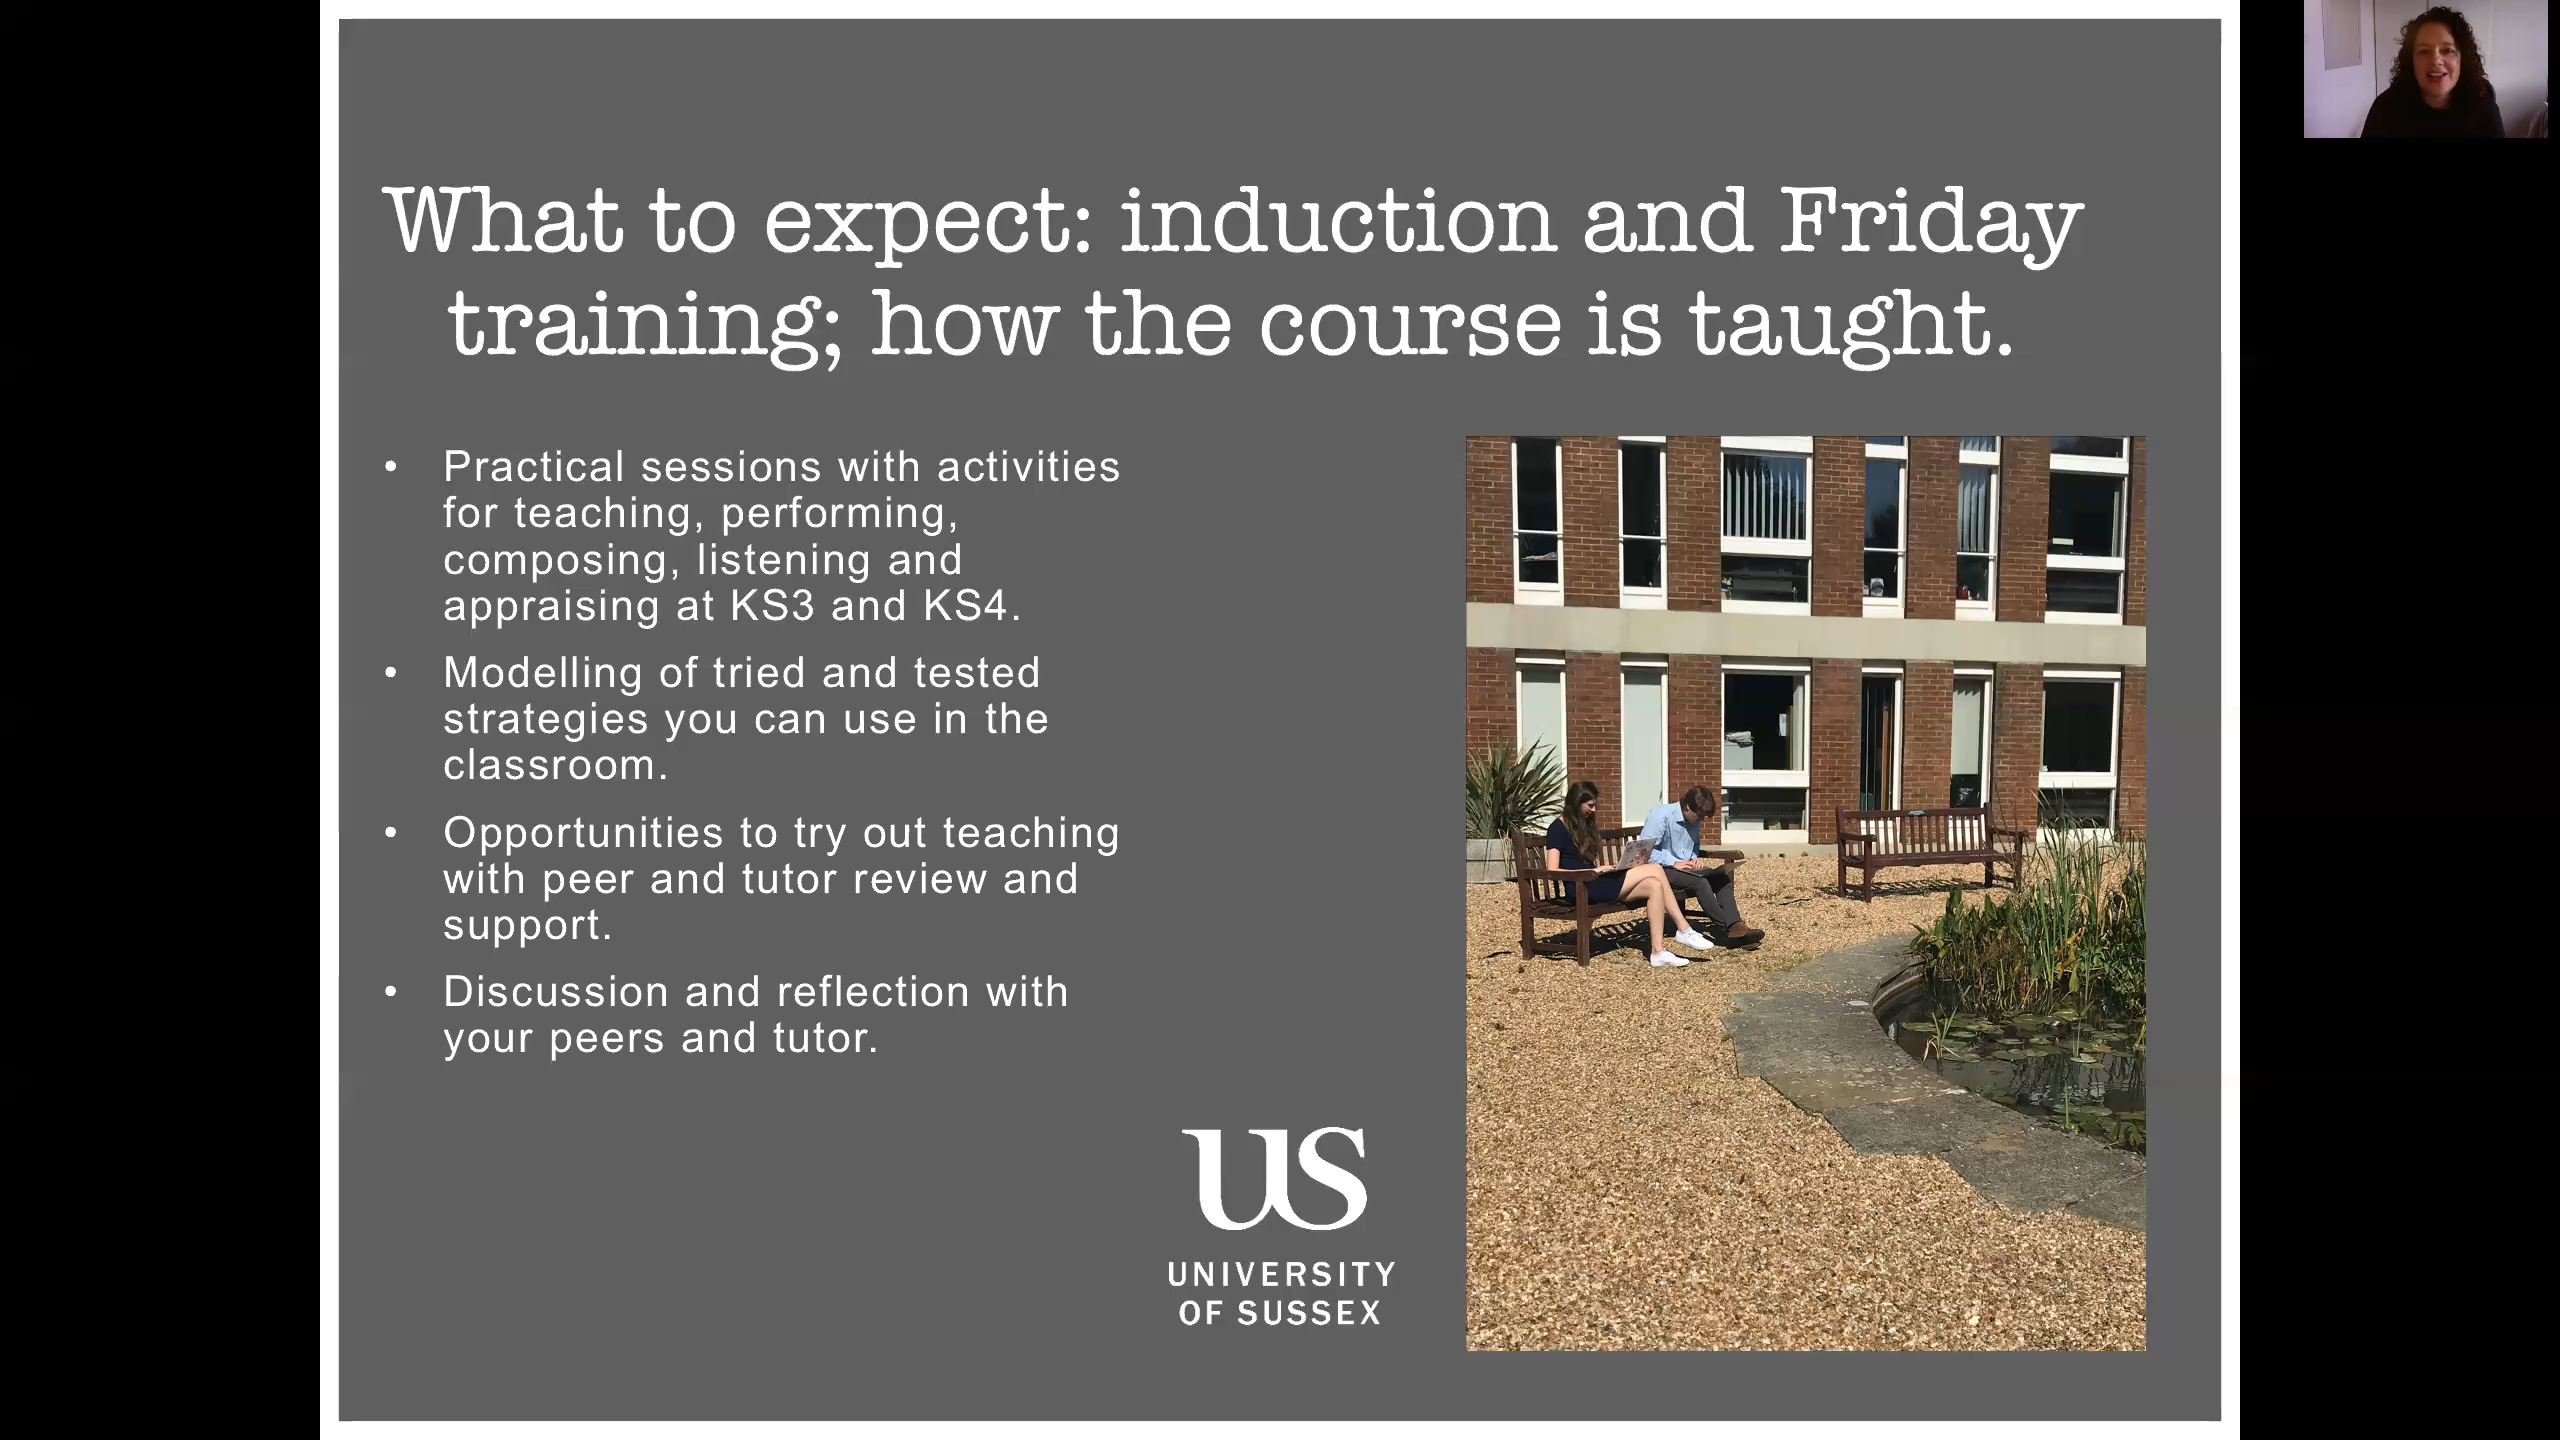 What to expect: induction and Friday
training; how the course is taught.
• Practical sessions with activities
for teaching, performing,
composing, listening and
appraising at KS3 and KS4.
• Modelling of tried and tested
strategies you can use in the
classroom.
• Opportunities to try out teaching
with peer and tutor review and
support.
• Discussion and reflection with
your peers and tutor.
US
UNIVERSITY
OF SUSSEX